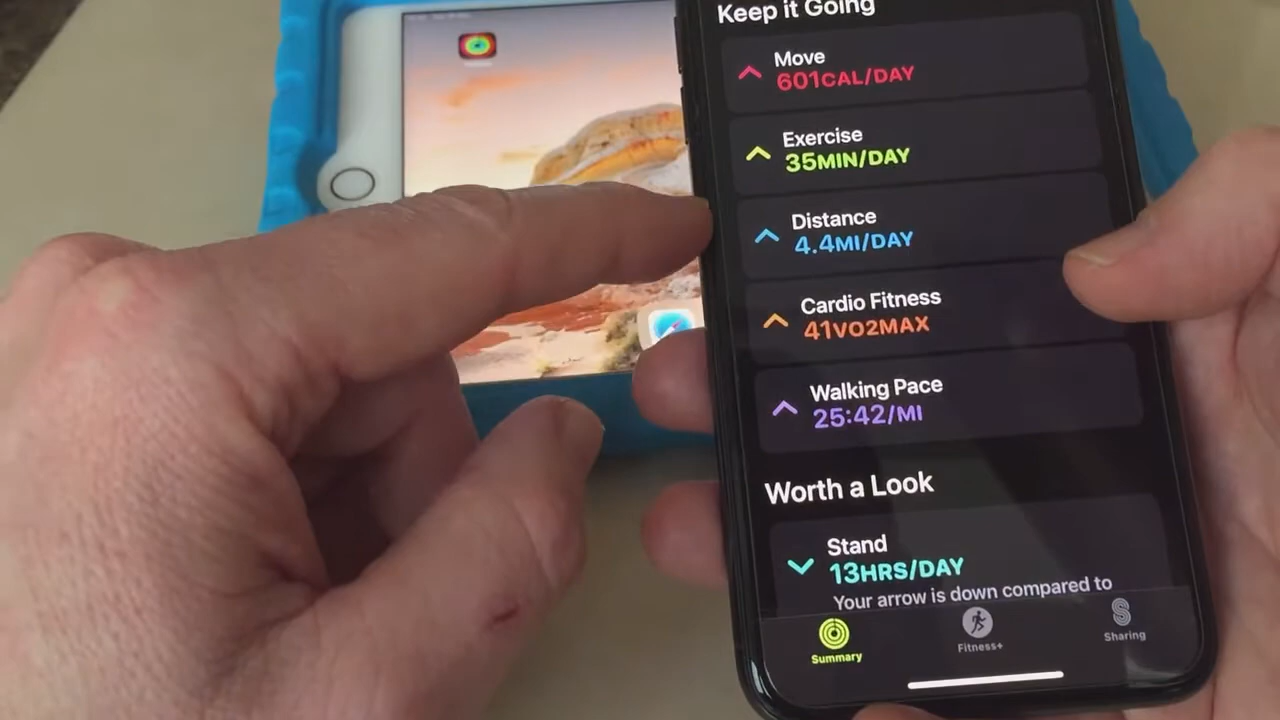 Keep it Going
Move
601CAL/DAY
Exercise
35MIN/DAY
Distance
4.4MI/DAY
Cardio Fitness
41VO2MAX
Walking Pace
25:42/MI
Worth a Look
Stand
13HRS/DAY
Your arrow is down compared to
Summary
Fitness+
Sharing